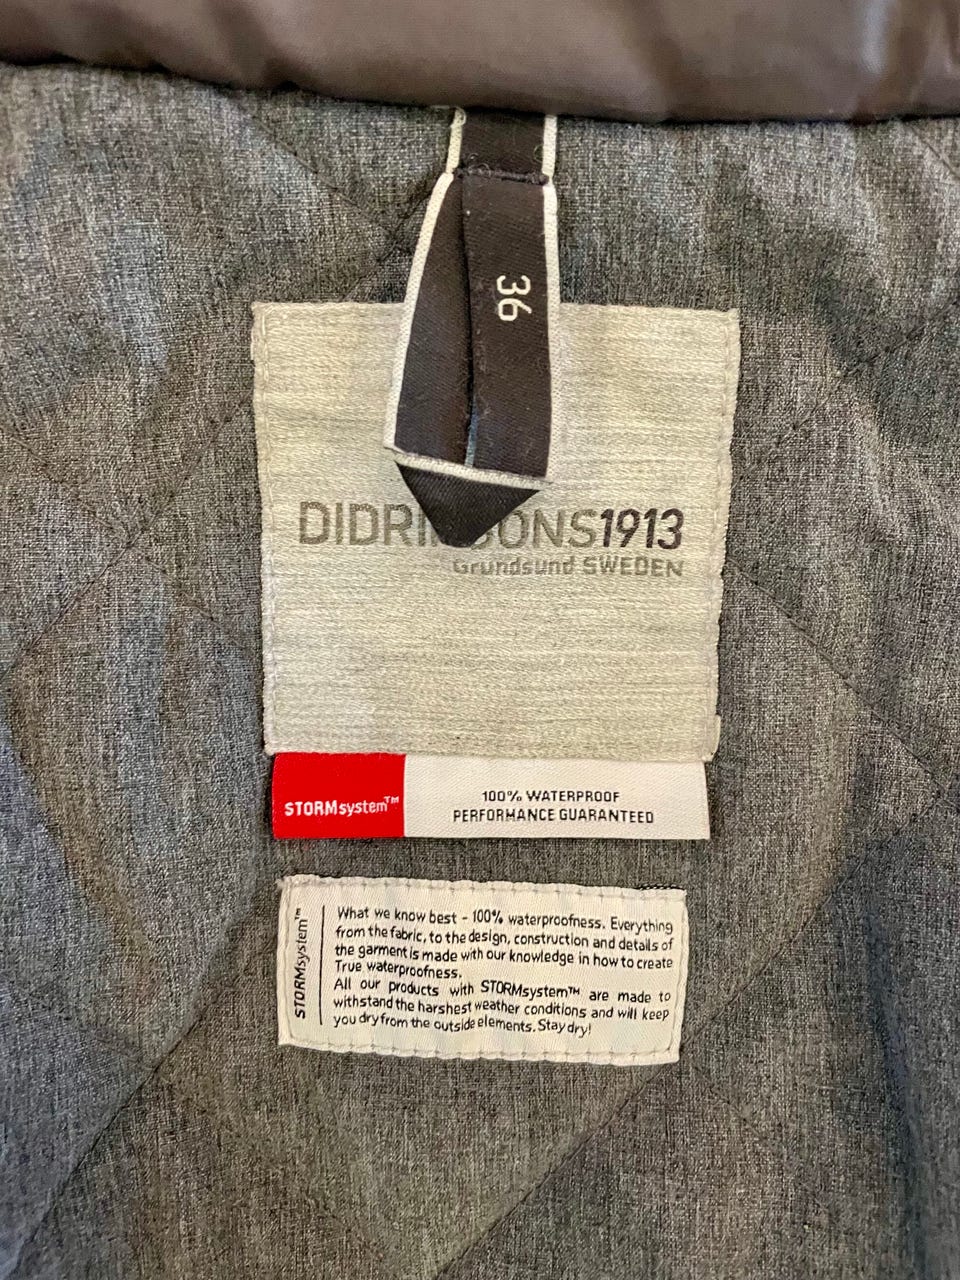 36
1913
Grundsund SWEDEN
STORMsystem™
100% WATERPROOF
PERFORMANCE GUARANTEED
STORMsystem™
What we know best - 100% waterproofness. Everything
from the fabric, to the design, construction and details of
the garment is made with our knowledge in how to create
True waterproofness.
All our products with STORMsystem™ are made to
withstand the harshest weather conditions and will keep
you dry from the outside elements. Stay dry!